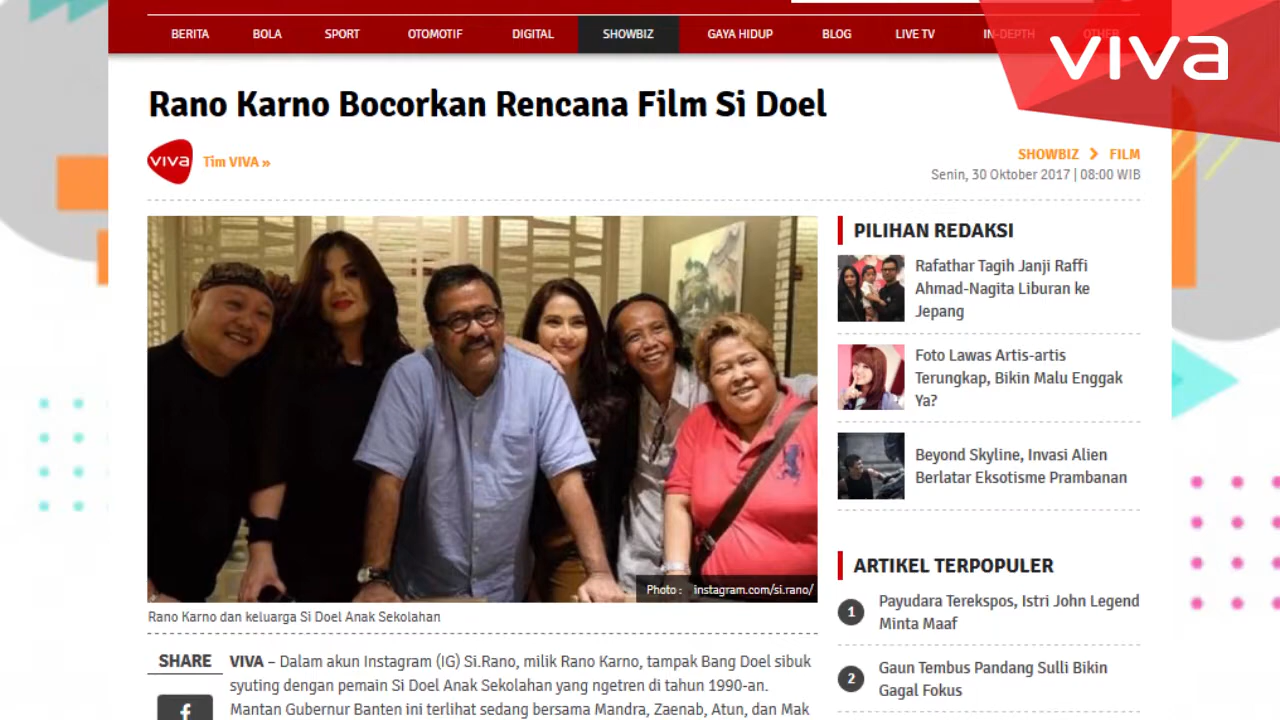 BERITA BOLA SPORT OTOMOTIF DIGITAL SHOWBIZ GAYA HIDUP BLOG LIVE TV IN-DEPTH OTHER
VIVA
Rano Karno Bocorkan Rencana Film Si Doel
VIVA Tim VIVA »
SHOWBIZ > FILM
Senin, 30 Oktober 2017 | 08:00 WIB
Photo : instagram.com/si.rano/
Rano Karno dan keluarga Si Doel Anak Sekolahan
SHARE
f
VIVA – Dalam akun Instagram (IG) Si.Rano, milik Rano Karno, tampak Bang Doel sibuk
syuting dengan pemain Si Doel Anak Sekolahan yang ngetren di tahun 1990-an.
Mantan Gubernur Banten ini terlihat sedang bersama Mandra, Zaenab, Atun, dan Mak
PILIHAN REDAKSI
Rafathar Tagih Janji Raffi
Ahmad-Nagita Liburan ke
Jepang
Foto Lawas Artis-artis
Terungkap, Bikin Malu Enggak
Ya?
Beyond Skyline, Invasi Alien
Berlatar Eksotisme Prambanan
ARTIKEL TERPOPULER
1 Payudara Terekspos, Istri John Legend
Minta Maaf
2 Gaun Tembus Pandang Sulli Bikin
Gagal Fokus